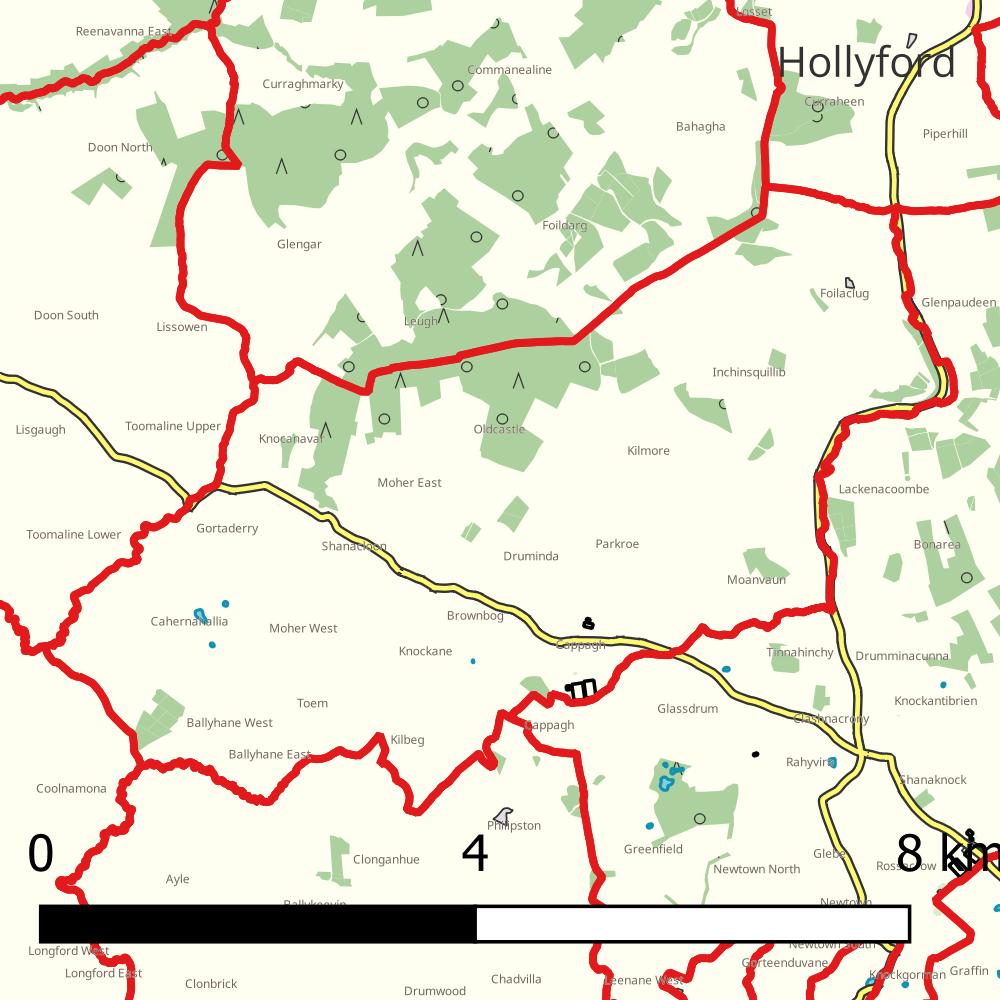 Losset
Reenavanna East
Hollyford
Commanealine
Curraghmarky
Curraheen
Bahagha
Piperhill
Doon North
Foildarg
Glengar
Foilaclug
Glenpaudeen
Doon South
Leugh
Lissowen
Inchinsquillib
Toomaline Upper
Lisgaugh
Oldcastle
Knocanavar
Kilmore
Moher East
Lackenacoombe
Gortaderry
Toomaline Lower
Shanacloon
Parkroe
Bonarea
Druminda
Moanvaun
Brownbog
Cahernahallia
Moher West
Cappagh
Knockane
Tinnahinchy
Drumminacunna
Knockantibrien
Toem
Glassdrum
Clashnacrony
Ballyhane West
Cappagh
Kilbeg
Ballyhane East
Rahyvira
Shanaknock
Coolnamona
Philipston
0 4 8 km
Greenfield
Glebe
Clonganhue
Newtown North
Rossacrow
Ayle
Ballykeevin
Newtown
Newtown South
Longford West
Gorteenduvane
Longford East
Knockgorman
Graffin
Clonbrick
Chadvilla
Leenane West
Drumwood